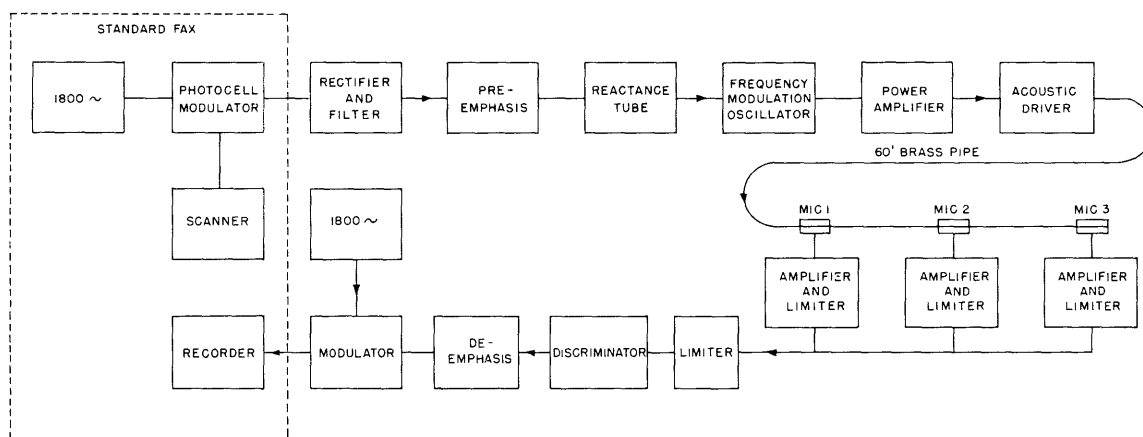 STANDARD FAX
1800 ~
PHOTOCELL
MODULATOR
RECTIFIER
AND
FILTER
PRE-
EMPHASIS
REACTANCE
TUBE
FREQUENCY
MODULATION
OSCILLATOR
POWER
AMPLIFIER
ACOUSTIC
DRIVER
60' BRASS PIPE
SCANNER
1800 ~
MIC 1
MIC 2
MIC 3
AMPLIFIER
AND
LIMITER
AMPLIFIER
AND
LIMITER
AMPLIFIER
AND
LIMITER
RECORDER
MODULATOR
DE-
EMPHASIS
DISCRIMINATOR
LIMITER